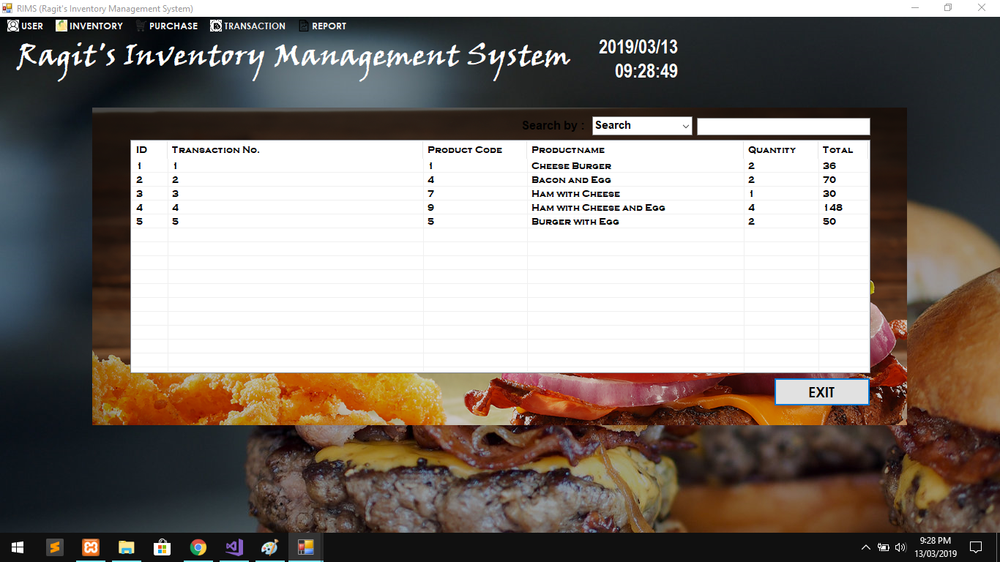 RIMS (Ragit's Inventory Management System)
USER INVENTORY PURCHASE TRANSACTION REPORT
Ragit's Inventory Management System
2019/03/13
09:28:49
Search by : Search
ID Transaction No. Product Code Productname Quantity Total
1 1 1 Cheese Burger 2 36
2 2 4 Bacon and Egg 2 70
3 3 7 Ham with Cheese 1 30
4 4 9 Ham with Cheese and Egg 4 148
5 5 5 Burger with Egg 2 50
EXIT
9:28 PM
13/03/2019